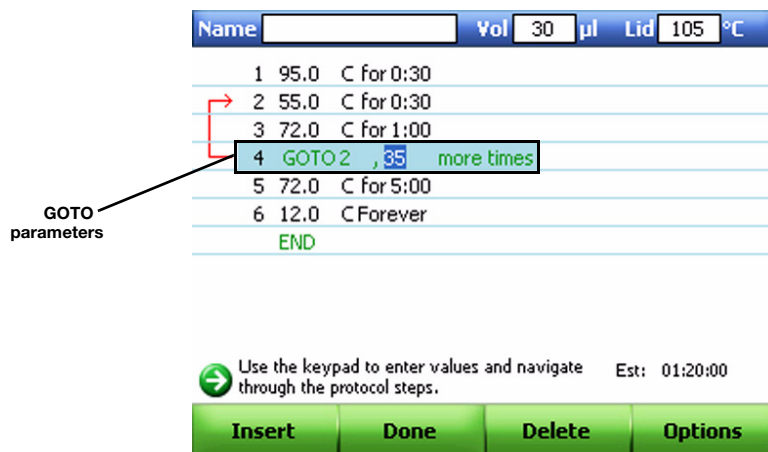 Name Vol 30 µl Lid 105 °C
1 95.0 C for 0:30
2 55.0 C for 0:30
3 72.0 C for 1:00
4 GOTO 2 , 35 more times
5 72.0 C for 5:00
6 12.0 C Forever
END
GOTO
parameters
Use the keypad to enter values and navigate
through the protocol steps.
Est: 01:20:00
Insert Done Delete Options